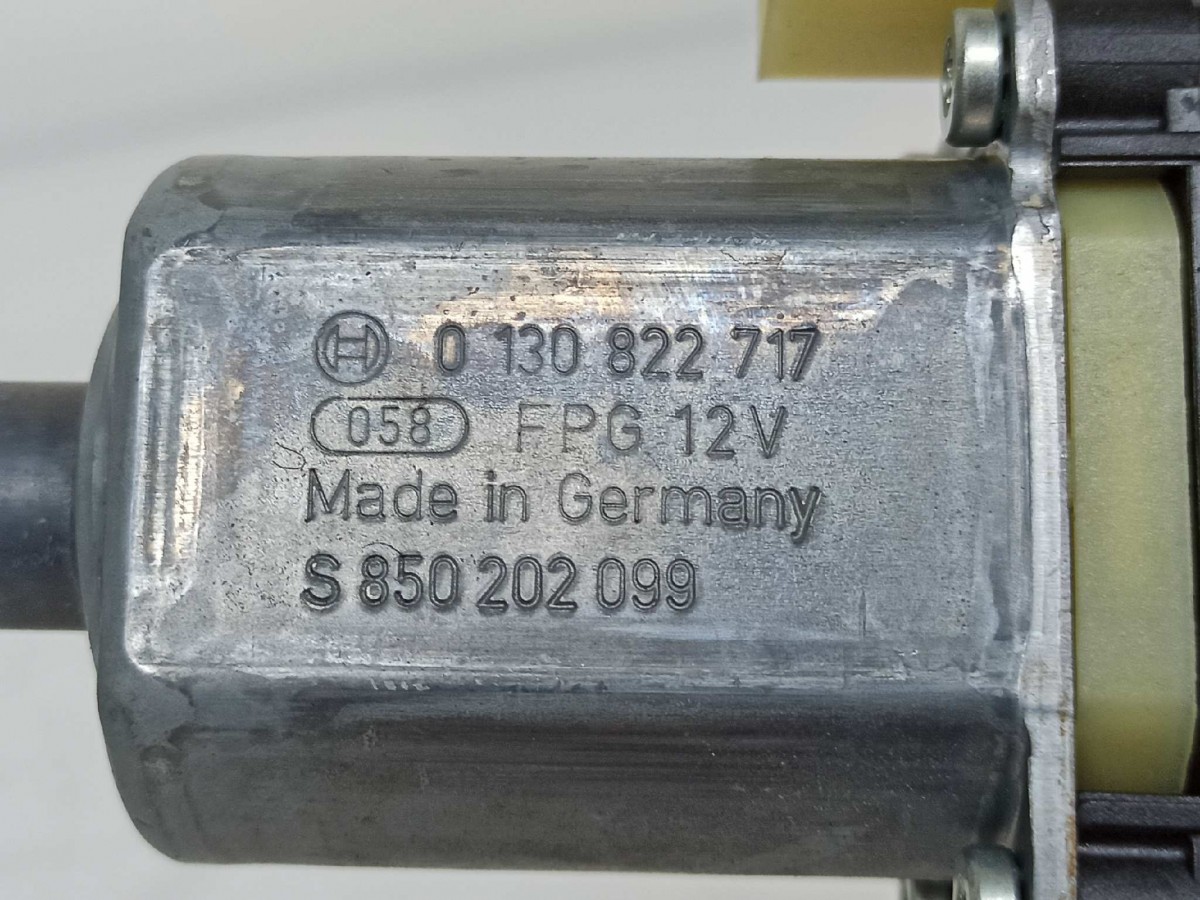 0 130 822 717
058 FPG 12V
Made in Germany
S 850 202 099